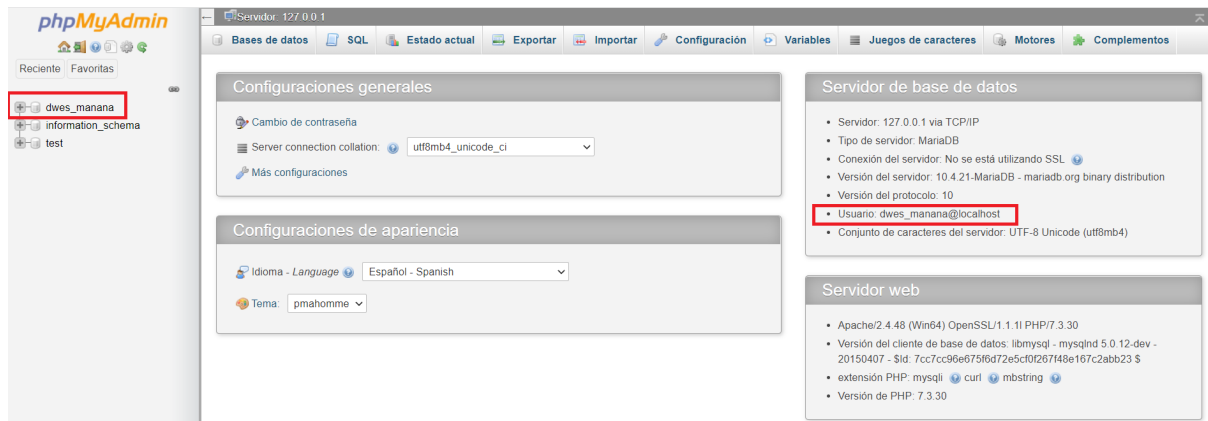 phpMyAdmin
Reciente Favoritas
dwes_manana
information_schema
test
Servidor: 127.0.0.1
Bases de datos SQL Estado actual Exportar Importar Configuración Variables Juegos de caracteres Motores Complementos
Configuraciones generales
Cambio de contraseña
Server connection collation: utf8mb4_unicode_ci
Más configuraciones
Configuraciones de apariencia
Idioma - Language Español - Spanish
Tema: pmahomme
Servidor de base de datos
• Servidor: 127.0.0.1 via TCP/IP
• Tipo de servidor: MariaDB
• Conexión del servidor: No se está utilizando SSL
• Versión del servidor: 10.4.21-MariaDB - mariadb.org binary distribution
• Versión del protocolo: 10
• Usuario: dwes_manana@localhost
• Conjunto de caracteres del servidor: UTF-8 Unicode (utf8mb4)
Servidor web
• Apache/2.4.48 (Win64) OpenSSL/1.1.1l PHP/7.3.30
• Versión del cliente de base de datos: libmysql - mysqlnd 5.0.12-dev -
20150407 - $Id: 7cc7cc96e675f6d72e5cf0f267f48e167c2abb23 $
• extensión PHP: mysqli curl mbstring
• Versión de PHP: 7.3.30